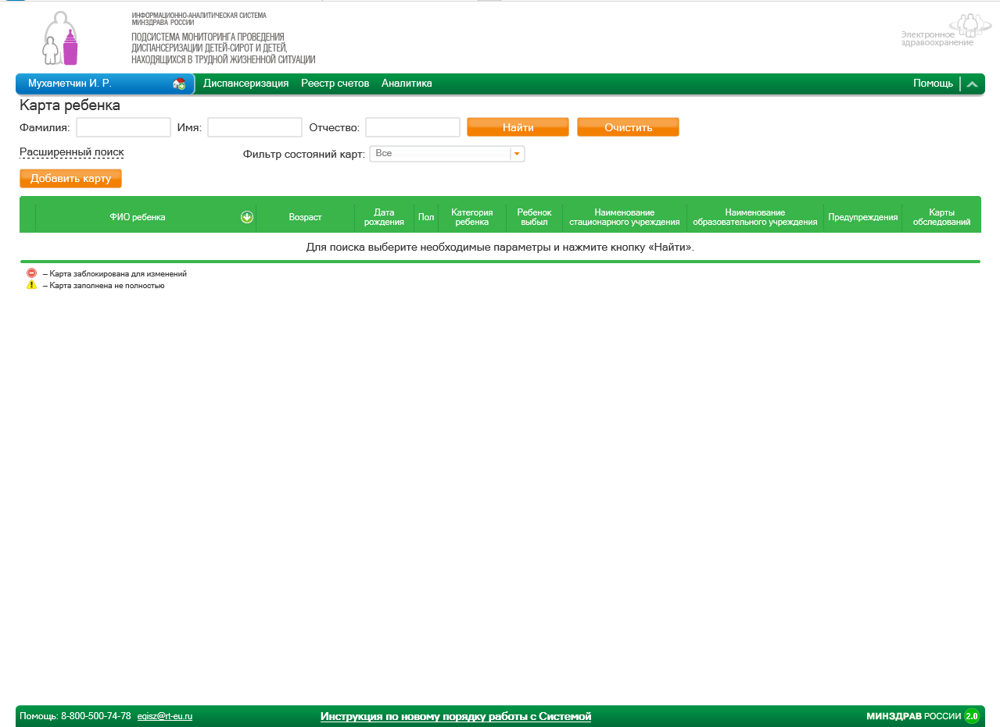 ИНФОРМАЦИОННО-АНАЛИТИЧЕСКАЯ СИСТЕМА
МИНЗДРАВА РОССИИ
ПОДСИСТЕМА МОНИТОРИНГА ПРОВЕДЕНИЯ
ДИСПАНСЕРИЗАЦИИ ДЕТЕЙ-СИРОТ И ДЕТЕЙ,
НАХОДЯЩИХСЯ В ТРУДНОЙ ЖИЗНЕННОЙ СИТУАЦИИ
Электронное
здравоохранение
Мухаметчин И. Р. Диспансеризация Реестр счетов Аналитика Помощь
Карта ребенка
Фамилия: Имя: Отчество: Найти Очистить
Расширенный поиск Фильтр состояний карт: Все
Добавить карту
ФИО ребенка Возраст Дата рождения Пол Категория ребенка Ребенок выбыл Наименование стационарного учреждения Наименование образовательного учреждения Предупреждения Карты обследований
Для поиска выберите необходимые параметры и нажмите кнопку «Найти».
– Карта заблокирована для изменений
– Карта заполнена не полностью
Помощь: 8-800-500-74-78 egisz@rt-eu.ru Инструкция по новому порядку работы с Системой МИНЗДРАВ РОССИИ 2.0